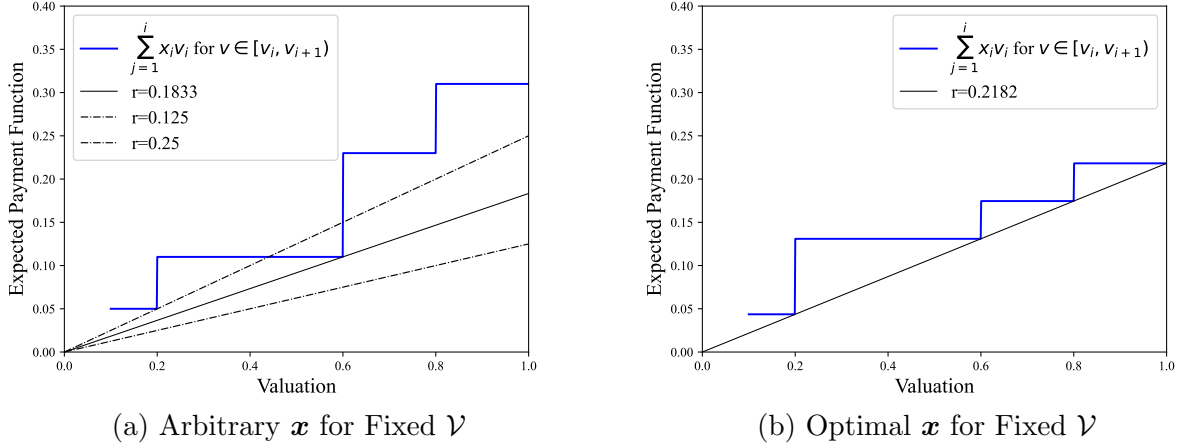 0.40
0.35
0.30
0.25
0.20
0.15
0.10
0.05
0.00
Expected Payment Function
i
∑ x_i v_i for v ∈ [v_i, v_{i+1})
j = 1
r=0.1833
r=0.125
r=0.25
0.0 0.2 0.4 0.6 0.8 1.0
Valuation
(a) Arbitrary x for Fixed V
0.40
0.35
0.30
0.25
0.20
0.15
0.10
0.05
0.00
Expected Payment Function
i
∑ x_i v_i for v ∈ [v_i, v_{i+1})
j = 1
r=0.2182
0.0 0.2 0.4 0.6 0.8 1.0
Valuation
(b) Optimal x for Fixed V